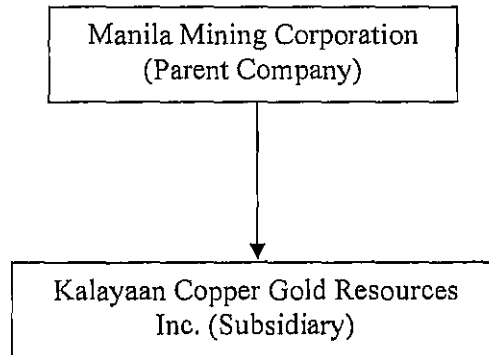 Manila Mining Corporation
(Parent Company)
Kalayaan Copper Gold Resources
Inc. (Subsidiary)